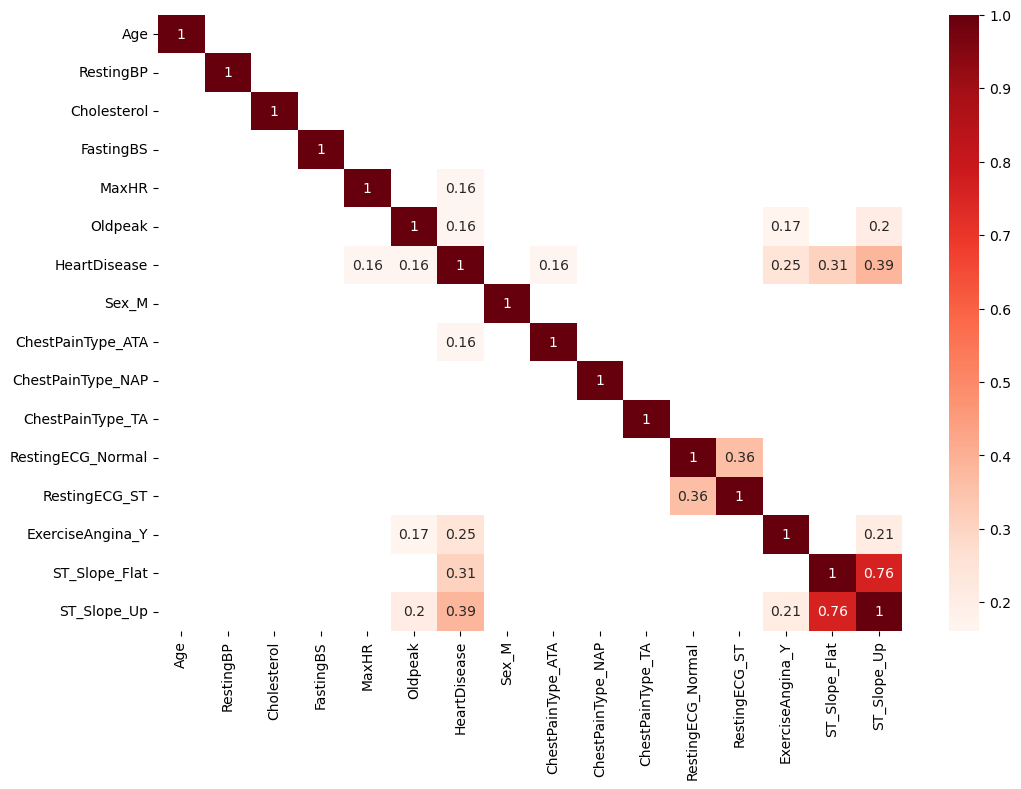 Age 1
RestingBP 1
Cholesterol 1
FastingBS 1
MaxHR 1 0.16
Oldpeak 1 0.16 0.17 0.2
HeartDisease 0.16 0.16 1 0.16 0.25 0.31 0.39
Sex_M 1
ChestPainType_ATA 0.16 1
ChestPainType_NAP 1
ChestPainType_TA 1
RestingECG_Normal 1 0.36
RestingECG_ST 0.36 1
ExerciseAngina_Y 0.17 0.25 1 0.21
ST_Slope_Flat 0.31 1 0.76
ST_Slope_Up 0.2 0.39 0.21 0.76 1
Age
RestingBP
Cholesterol
FastingBS
MaxHR
Oldpeak
HeartDisease
Sex_M
ChestPainType_ATA
ChestPainType_NAP
ChestPainType_TA
RestingECG_Normal
RestingECG_ST
ExerciseAngina_Y
ST_Slope_Flat
ST_Slope_Up
1.0
0.9
0.8
0.7
0.6
0.5
0.4
0.3
0.2